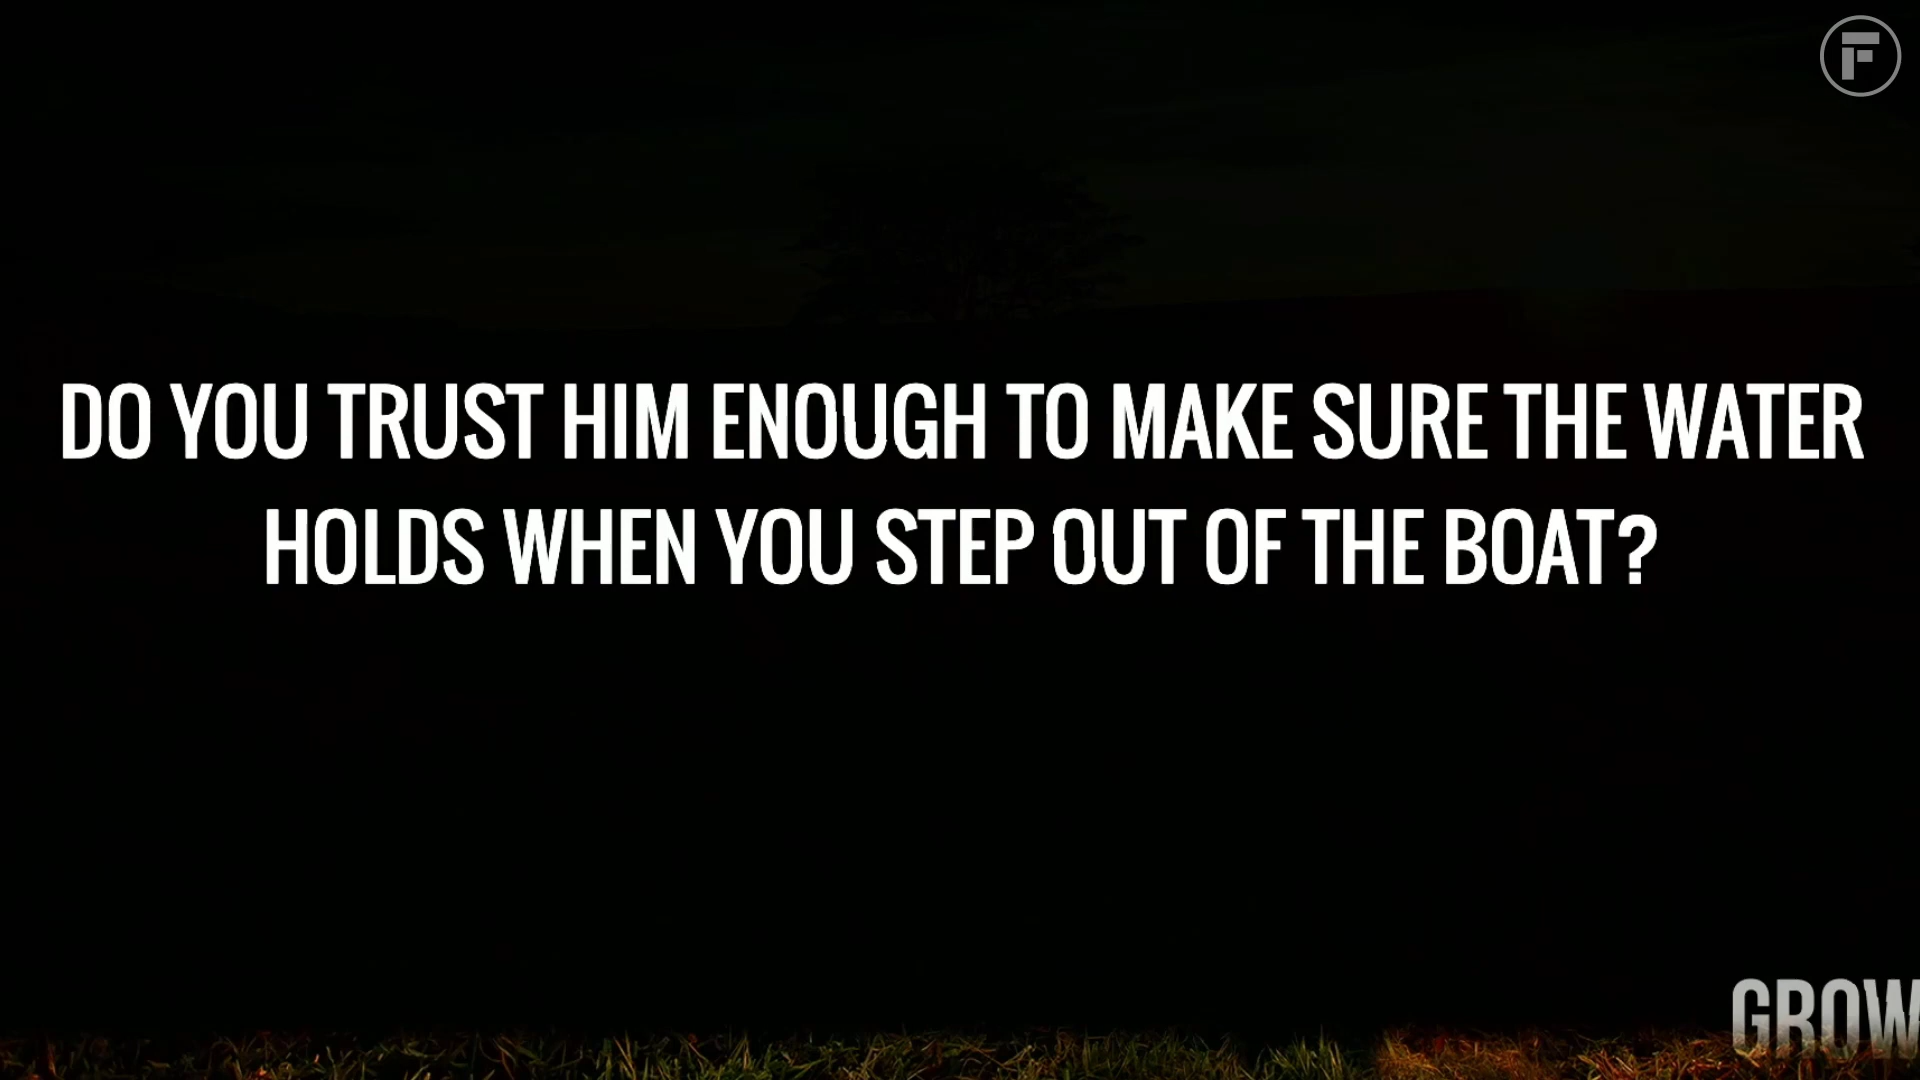 F
DO YOU TRUST HIM ENOUGH TO MAKE SURE THE WATER
HOLDS WHEN YOU STEP OUT OF THE BOAT?
GROW